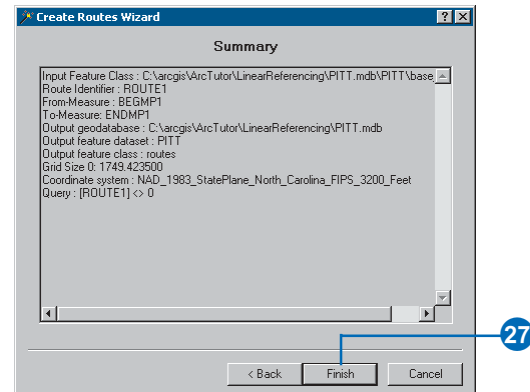 Create Routes Wizard
Summary
Input Feature Class : C:\arcgis\ArcTutor\LinearReferencing\PITT.mdb\PITT\base
Route Identifier : ROUTE1
From-Measure : BEGMP1
To-Measure: ENDMP1
Output geodatabase : C:\arcgis\ArcTutor\LinearReferencing\PITT.mdb
Output feature dataset : PITT
Output feature class : routes
Grid Size 0: 1749.423500
Coordinate system : NAD_1983_StatePlane_North_Carolina_FIPS_3200_Feet
Query : [ROUTE1] <> 0
27
< Back Finish Cancel